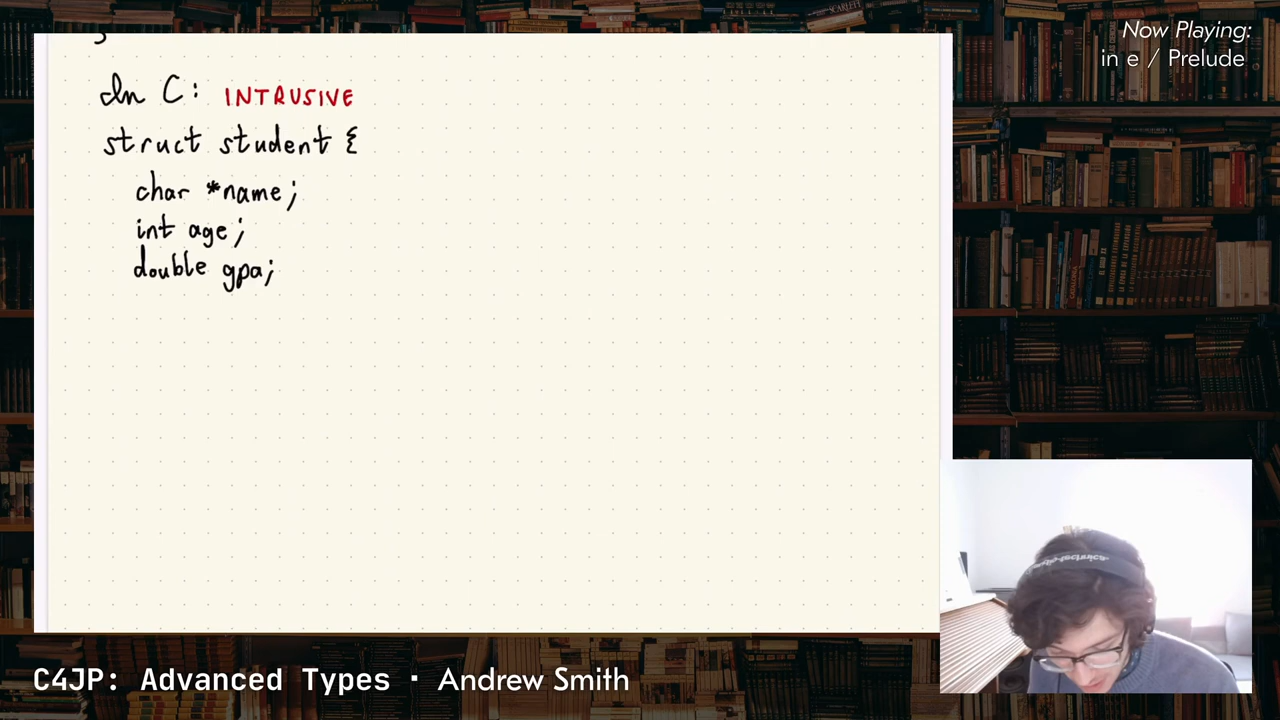 Now Playing:
in e / Prelude
In C: INTRUSIVE
struct student {
char *name;
int age;
double gpa;
C4JP: Advanced Types · Andrew Smith